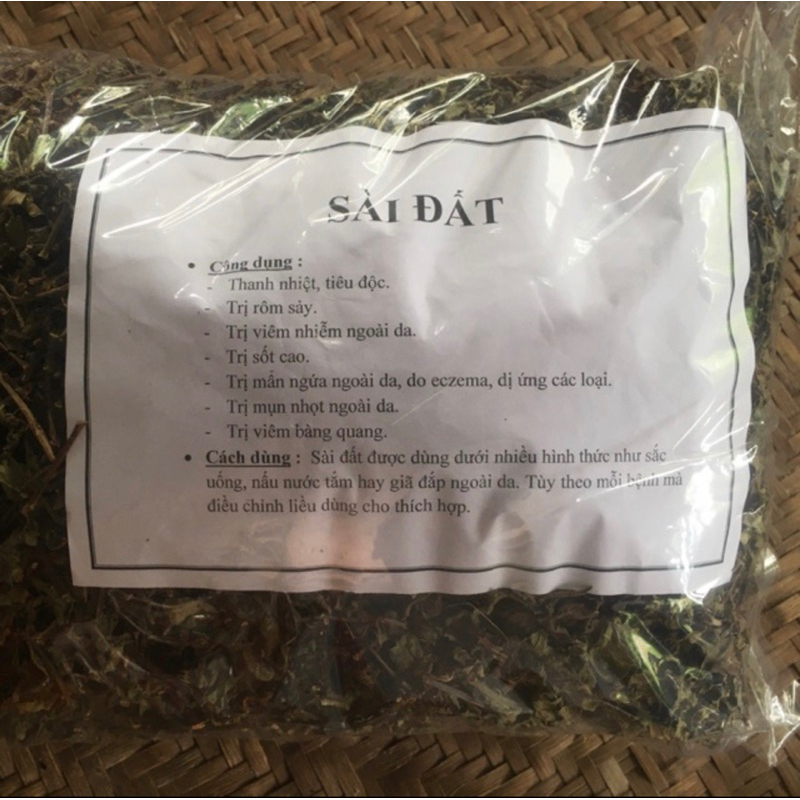 SÀI ĐẤT
• Công dụng :
- Thanh nhiệt, tiêu độc.
- Trị rôm sảy.
- Trị viêm nhiễm ngoài da.
- Trị sốt cao.
- Trị mẩn ngứa ngoài da, do eczema, dị ứng các loại.
- Trị mụn nhọt ngoài da.
- Trị viêm bàng quang.
• Cách dùng : Sài đất được dùng dưới nhiều hình thức như sắc
uống, nấu nước tắm hay giã đắp ngoài da. Tùy theo mỗi bệnh mà
điều chỉnh liều dùng cho thích hợp.